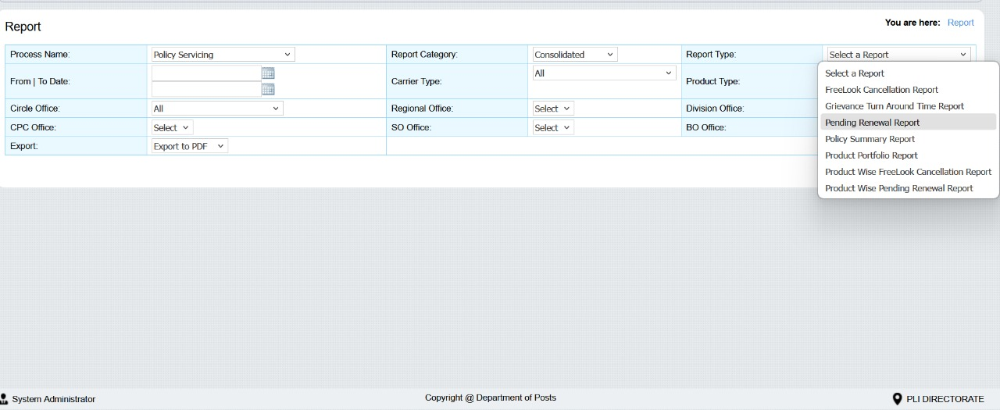 Report
You are here: Report
Process Name: Policy Servicing Report Category: Consolidated Report Type: Select a Report
From | To Date: Carrier Type: All Product Type:
Circle Office: All Regional Office: Select Division Office:
CPC Office: Select SO Office: Select BO Office:
Export: Export to PDF
Select a Report
FreeLook Cancellation Report
Grievance Turn Around Time Report
Pending Renewal Report
Policy Summary Report
Product Portfolio Report
Product Wise FreeLook Cancellation Report
Product Wise Pending Renewal Report
System Administrator Copyright @ Department of Posts PLI DIRECTORATE